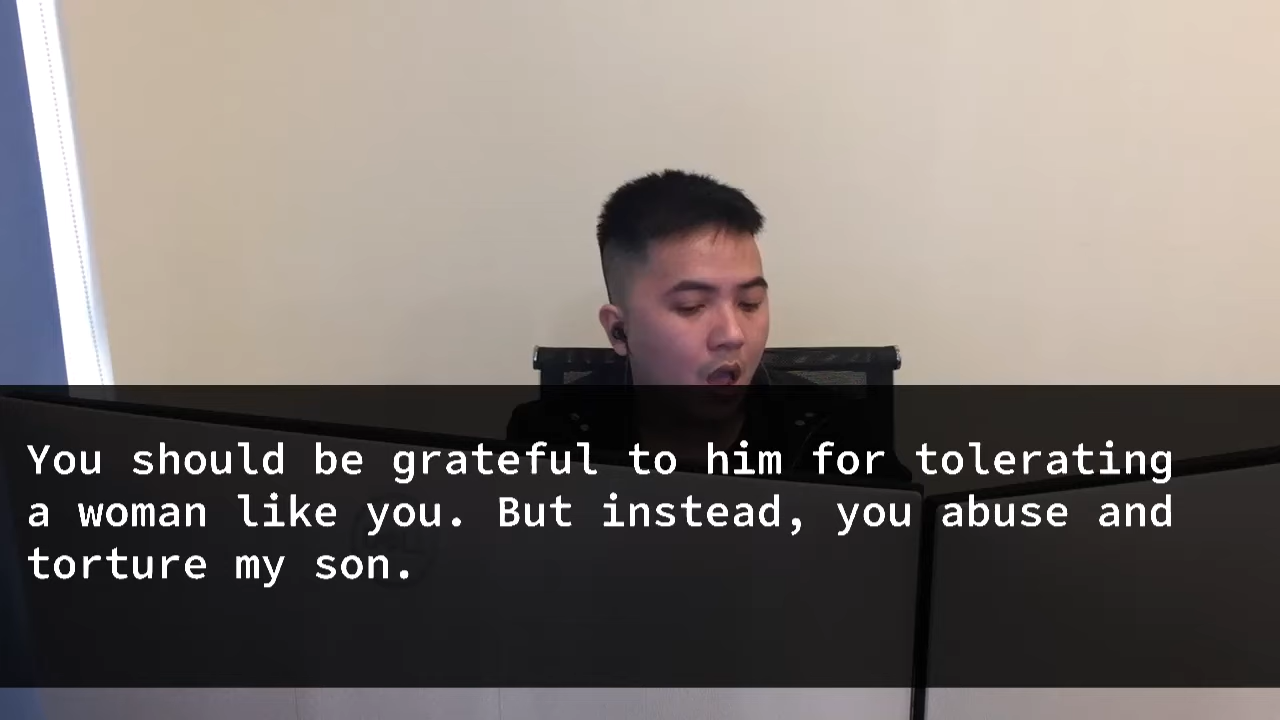 You should be grateful to him for tolerating
a woman like you. But instead, you abuse and
torture my son.